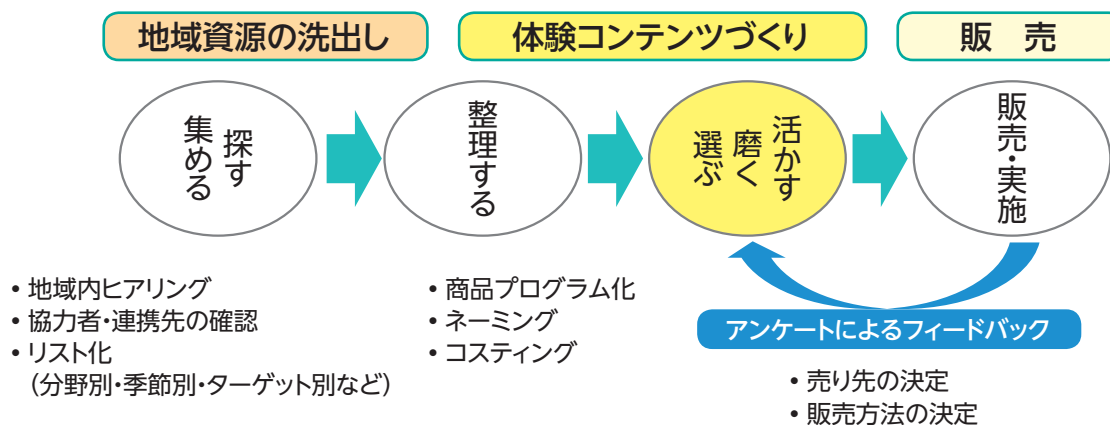 地域資源の洗出し
体験コンテンツづくり
販 売
探す
集める
整理する
活かす
磨く
選ぶ
販売・実施
• 地域内ヒアリング
• 協力者・連携先の確認
• リスト化
（分野別・季節別・ターゲット別など）
• 商品プログラム化
• ネーミング
• コスティング
アンケートによるフィードバック
• 売り先の決定
• 販売方法の決定